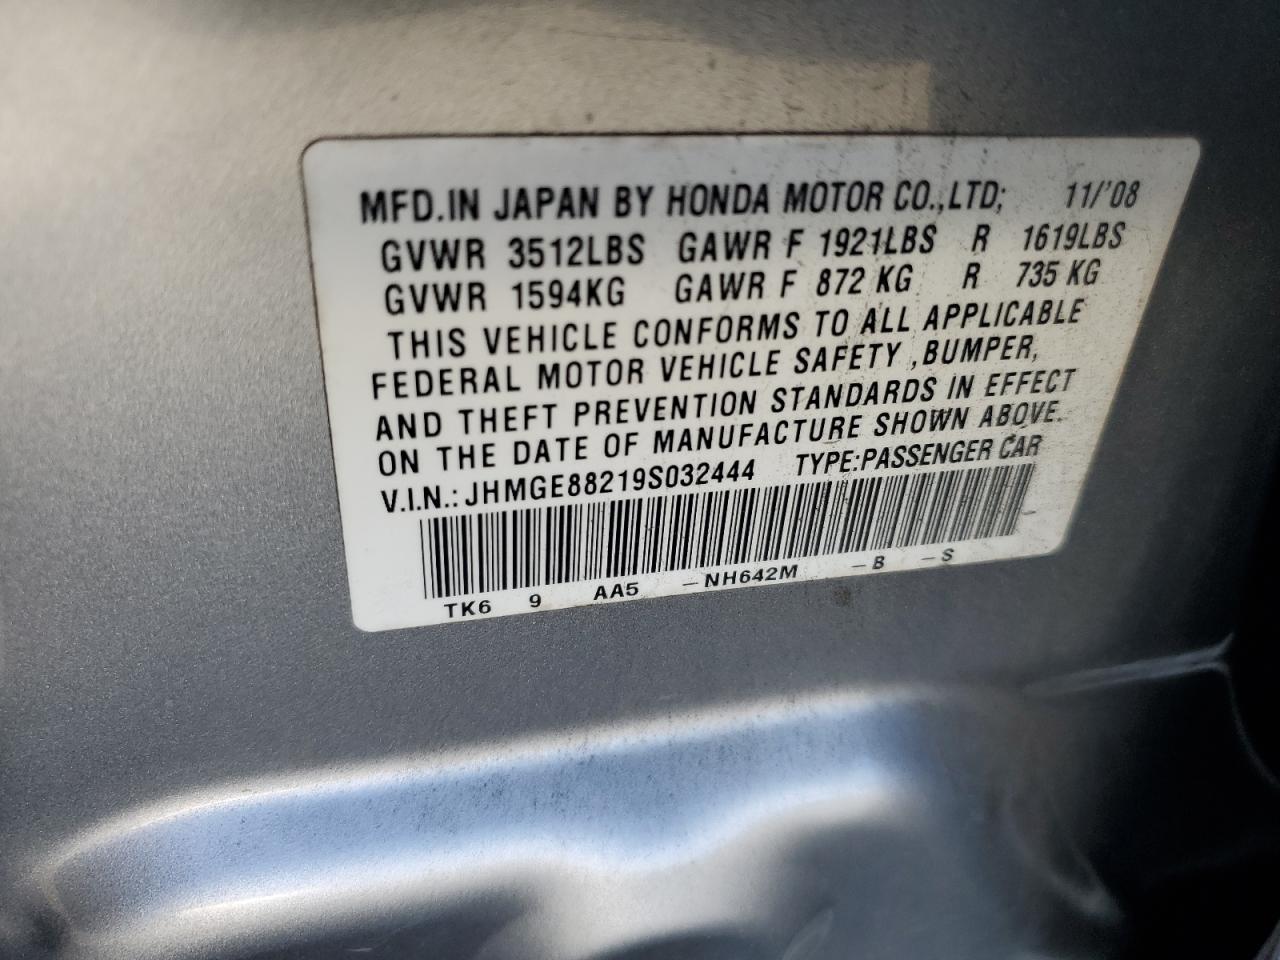 MFD.IN JAPAN BY HONDA MOTOR CO.,LTD; 11/'08
GVWR 3512LBS GAWR F 1921LBS R 1619LBS
GVWR 1594KG GAWR F 872 KG R 735 KG
THIS VEHICLE CONFORMS TO ALL APPLICABLE
FEDERAL MOTOR VEHICLE SAFETY ,BUMPER,
AND THEFT PREVENTION STANDARDS IN EFFECT
ON THE DATE OF MANUFACTURE SHOWN ABOVE.
V.I.N.: JHMGE88219S032444 TYPE:PASSENGER CAR
TK6 9 AA5 -NH642M -B -S